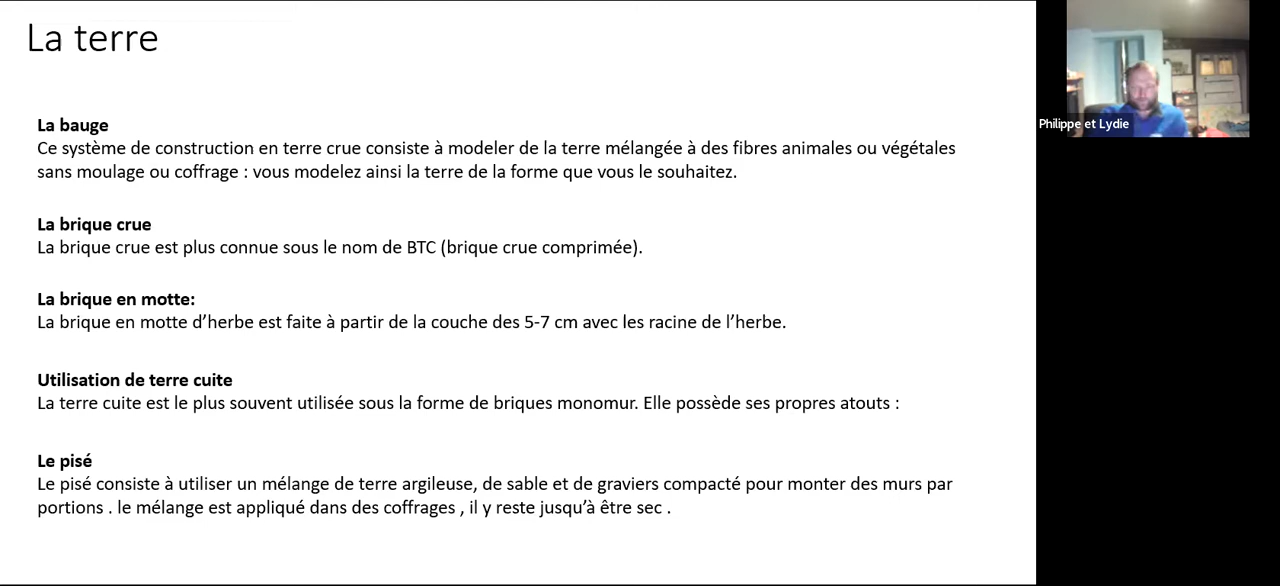 La terre
La bauge
Ce système de construction en terre crue consiste à modeler de la terre mélangée à des fibres animales ou végétales
sans moulage ou coffrage : vous modelez ainsi la terre de la forme que vous le souhaitez.
La brique crue
La brique crue est plus connue sous le nom de BTC (brique crue comprimée).
La brique en motte:
La brique en motte d’herbe est faite à partir de la couche des 5-7 cm avec les racine de l’herbe.
Utilisation de terre cuite
La terre cuite est le plus souvent utilisée sous la forme de briques monomur. Elle possède ses propres atouts :
Le pisé
Le pisé consiste à utiliser un mélange de terre argileuse, de sable et de graviers compacté pour monter des murs par
portions . le mélange est appliqué dans des coffrages , il y reste jusqu’à être sec .
Philippe et Lydie